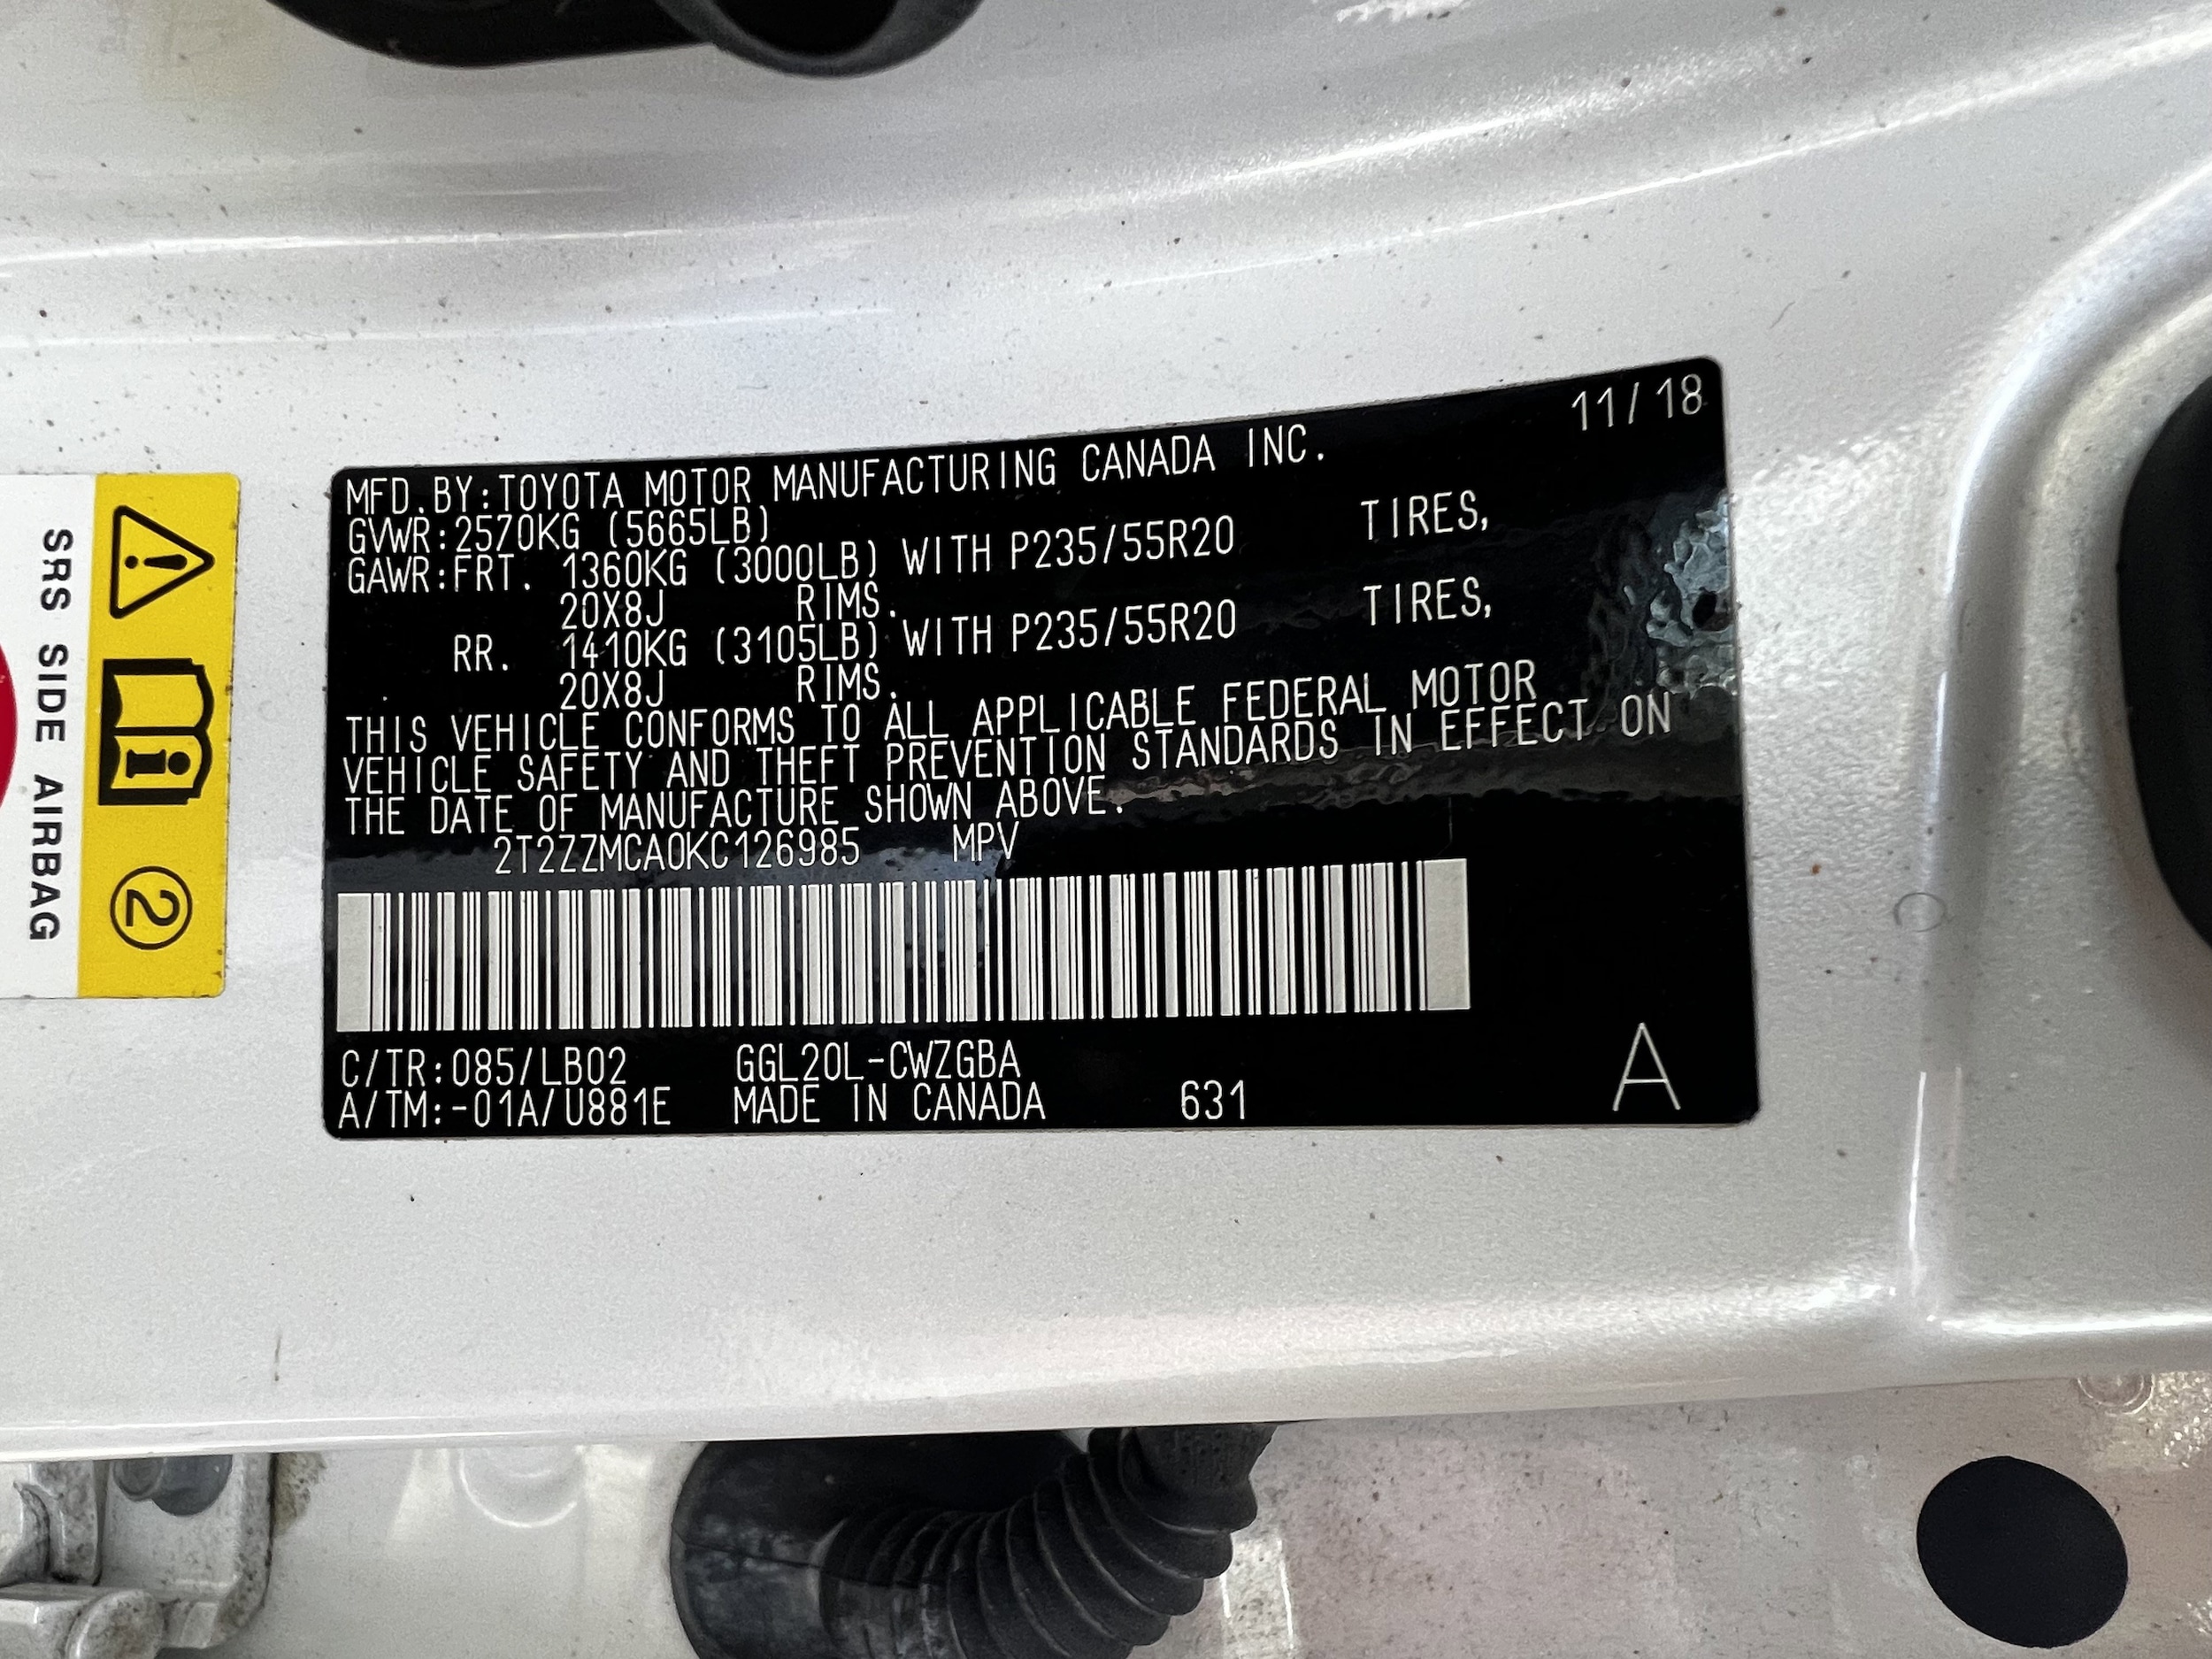 11/18
MFD.BY:TOYOTA MOTOR MANUFACTURING CANADA INC.
GVWR:2570KG (5665LB)
GAWR:FRT. 1360KG (3000LB) WITH P235/55R20 TIRES,
20X8J RIMS.
RR. 1410KG (3105LB) WITH P235/55R20 TIRES,
20X8J RIMS.
THIS VEHICLE CONFORMS TO ALL APPLICABLE FEDERAL MOTOR
VEHICLE SAFETY AND THEFT PREVENTION STANDARDS IN EFFECT ON
THE DATE OF MANUFACTURE SHOWN ABOVE.
2T2ZZMCA0KC126985 MPV
C/TR:085/LB02 GGL20L-CWZGBA
A/TM:-01A/U881E MADE IN CANADA 631
A
SRS SIDE AIRBAG
2